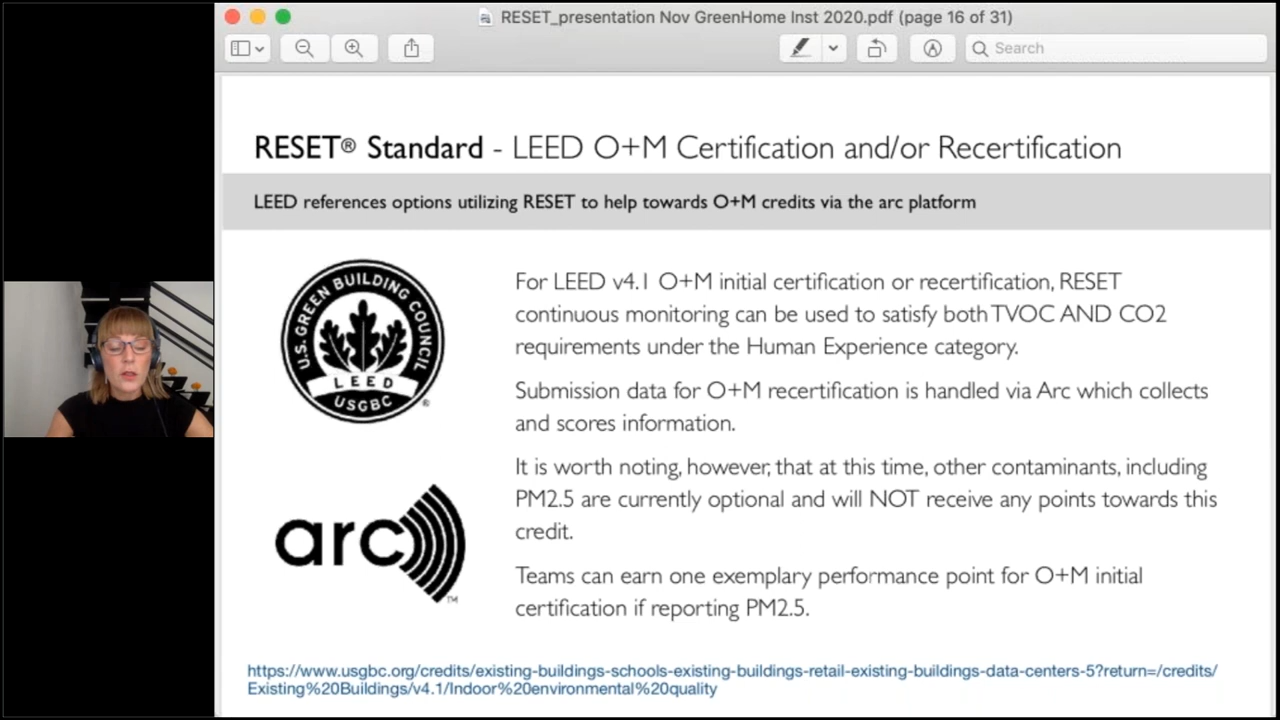 RESET_presentation Nov GreenHome Inst 2020.pdf (page 16 of 31)
Search
RESET® Standard - LEED O+M Certification and/or Recertification
LEED references options utilizing RESET to help towards O+M credits via the arc platform
U.S. GREEN BUILDING COUNCIL
LEED
USGBC
®
For LEED v4.1 O+M initial certification or recertification, RESET
continuous monitoring can be used to satisfy both TVOC AND CO2
requirements under the Human Experience category.
Submission data for O+M recertification is handled via Arc which collects
and scores information.
arc
TM
It is worth noting, however, that at this time, other contaminants, including
PM2.5 are currently optional and will NOT receive any points towards this
credit.
Teams can earn one exemplary performance point for O+M initial
certification if reporting PM2.5.
https://www.usgbc.org/credits/existing-buildings-schools-existing-buildings-retail-existing-buildings-data-centers-5?return=/credits/
Existing%20Buildings/v4.1/Indoor%20environmental%20quality